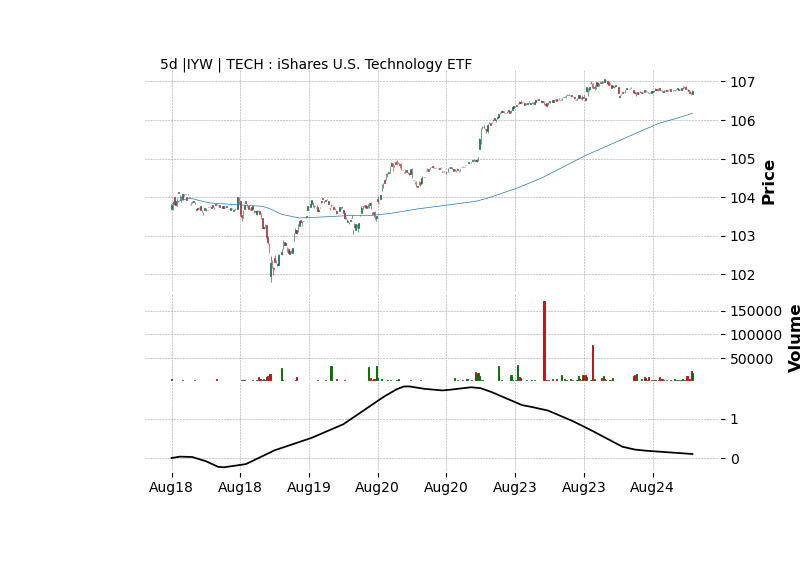 5d |IYW | TECH : iShares U.S. Technology ETF
107
106
105
104
103
102
Price
150000
100000
50000
Volume
1
0
Aug18 Aug18 Aug19 Aug20 Aug20 Aug23 Aug23 Aug24